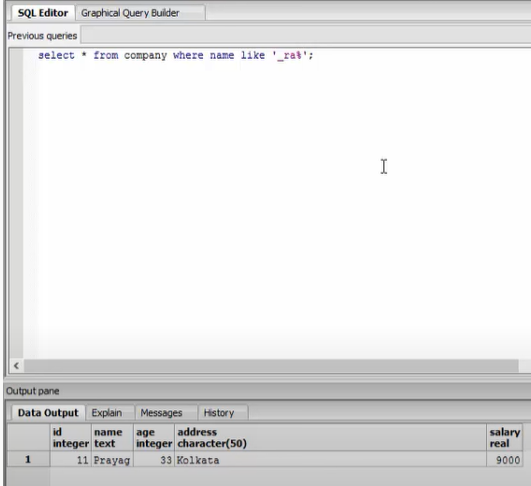 SQL Editor Graphical Query Builder
Previous queries
select * from company where name like '_ra%';
Output pane
Data Output Explain Messages History
id name age address salary
integer text integer character(50) real
1 11 Prayag 33 Kolkata 9000